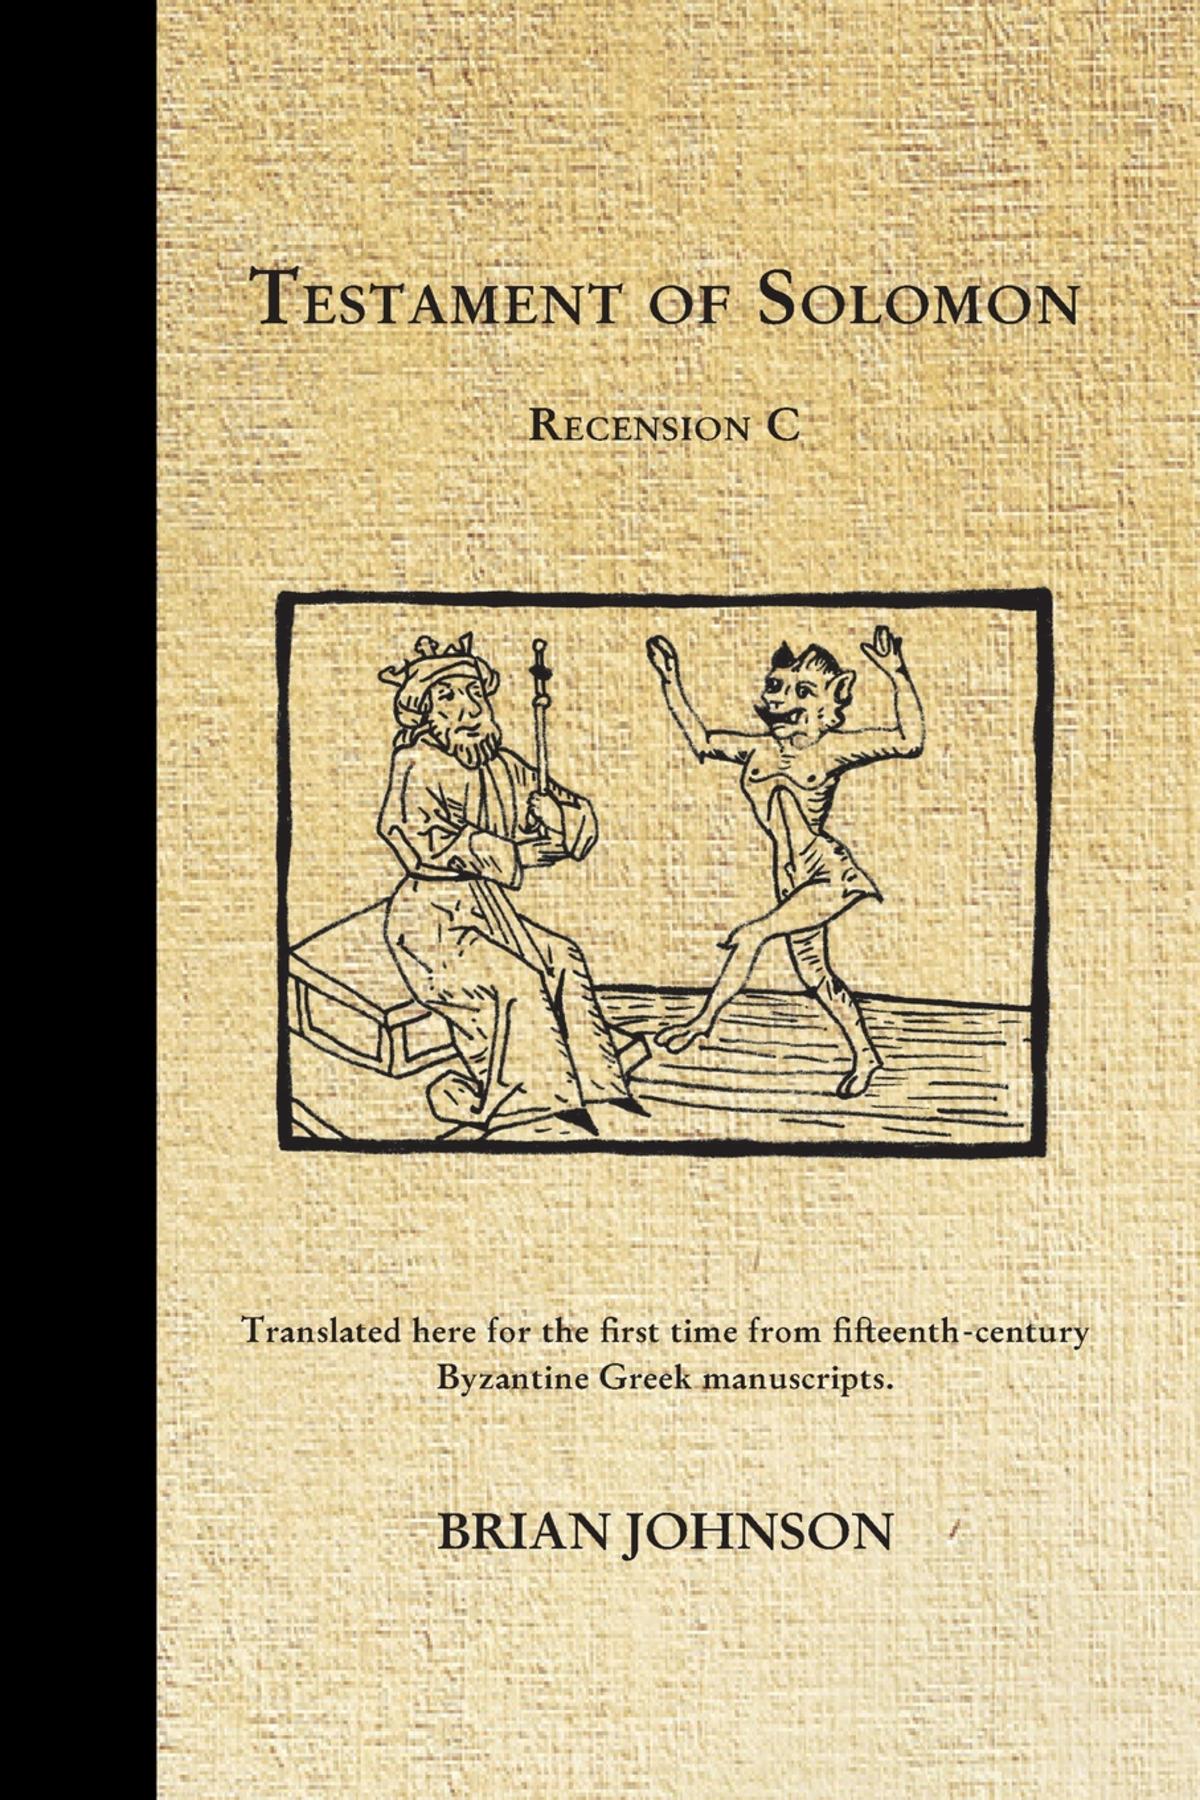 Testament of Solomon
Recension C
Translated here for the first time from fifteenth-century
Byzantine Greek manuscripts.
BRIAN JOHNSON